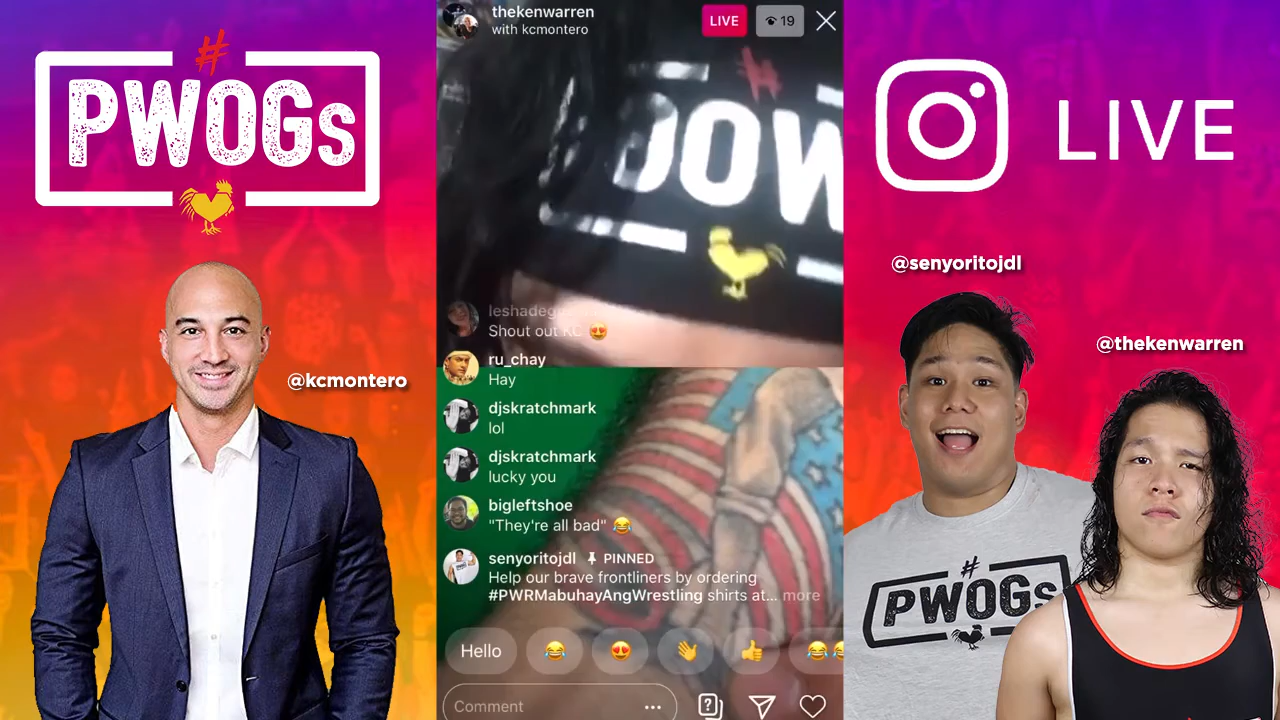 #
PWOGs
@kcmontero
thekenwarren
with kcmontero
LIVE
19
#
OOW
Shout out KC 😍
ru_chay
Hay
djskratchmark
lol
djskratchmark
lucky you
bigleftshoe
"They're all bad" 😂
senyoritojdl PINNED
Help our brave frontliners by ordering
#PWRMabuhayAngWrestling shirts at... more
Hello 😂 😍 👋 👍 😂😂
Comment ...
LIVE
@senyoritojdl
@thekenwarren
#
PWOGs